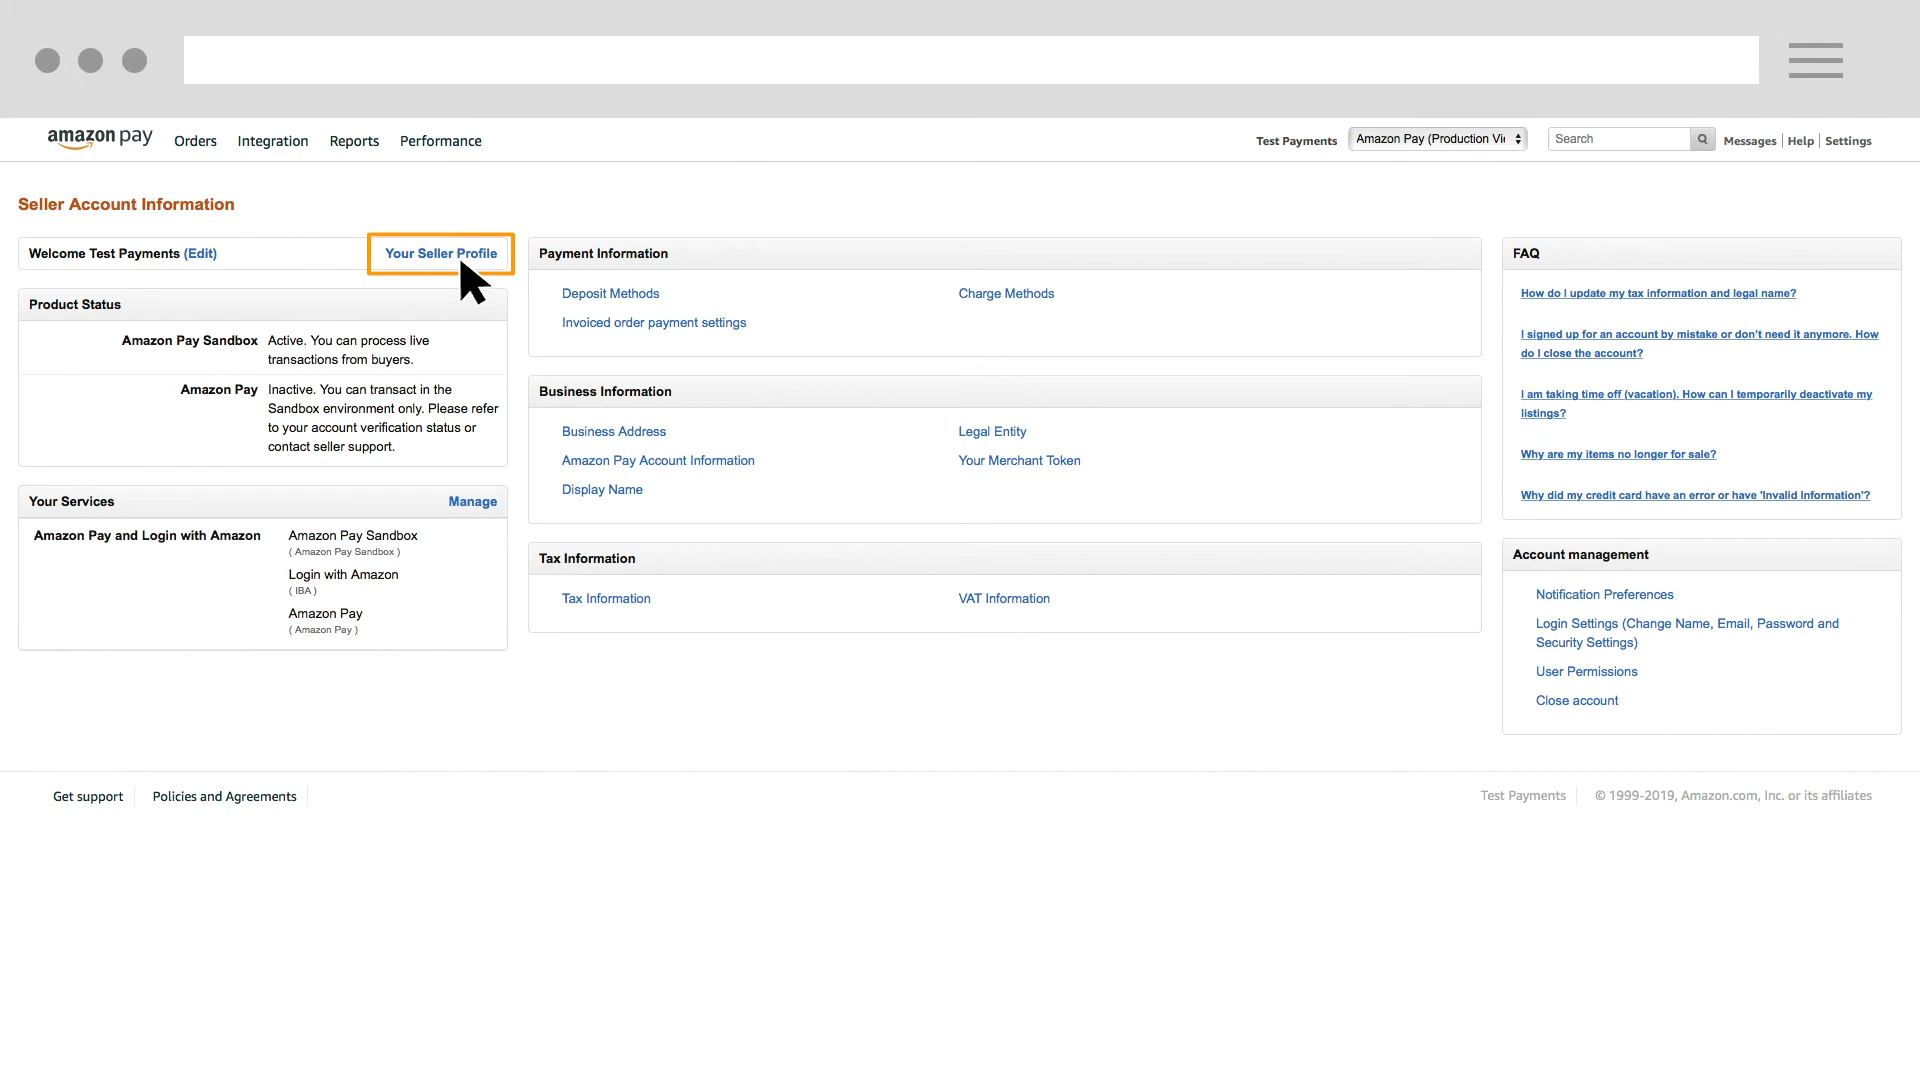 amazon pay
Orders Integration Reports Performance
Test Payments Amazon Pay (Production Vi Search Messages Help Settings
Seller Account Information
Welcome Test Payments (Edit) Your Seller Profile
Product Status
Amazon Pay Sandbox Active. You can process live
transactions from buyers.
Amazon Pay Inactive. You can transact in the
Sandbox environment only. Please refer
to your account verification status or
contact seller support.
Your Services Manage
Amazon Pay and Login with Amazon Amazon Pay Sandbox
( Amazon Pay Sandbox )
Login with Amazon
( IBA )
Amazon Pay
( Amazon Pay )
Payment Information
Deposit Methods Charge Methods
Invoiced order payment settings
Business Information
Business Address Legal Entity
Amazon Pay Account Information Your Merchant Token
Display Name
Tax Information
Tax Information VAT Information
FAQ
How do I update my tax information and legal name?
I signed up for an account by mistake or don't need it anymore. How
do I close the account?
I am taking time off (vacation). How can I temporarily deactivate my
listings?
Why are my items no longer for sale?
Why did my credit card have an error or have 'Invalid Information'?
Account management
Notification Preferences
Login Settings (Change Name, Email, Password and
Security Settings)
User Permissions
Close account
Get support Policies and Agreements
Test Payments © 1999-2019, Amazon.com, Inc. or its affiliates